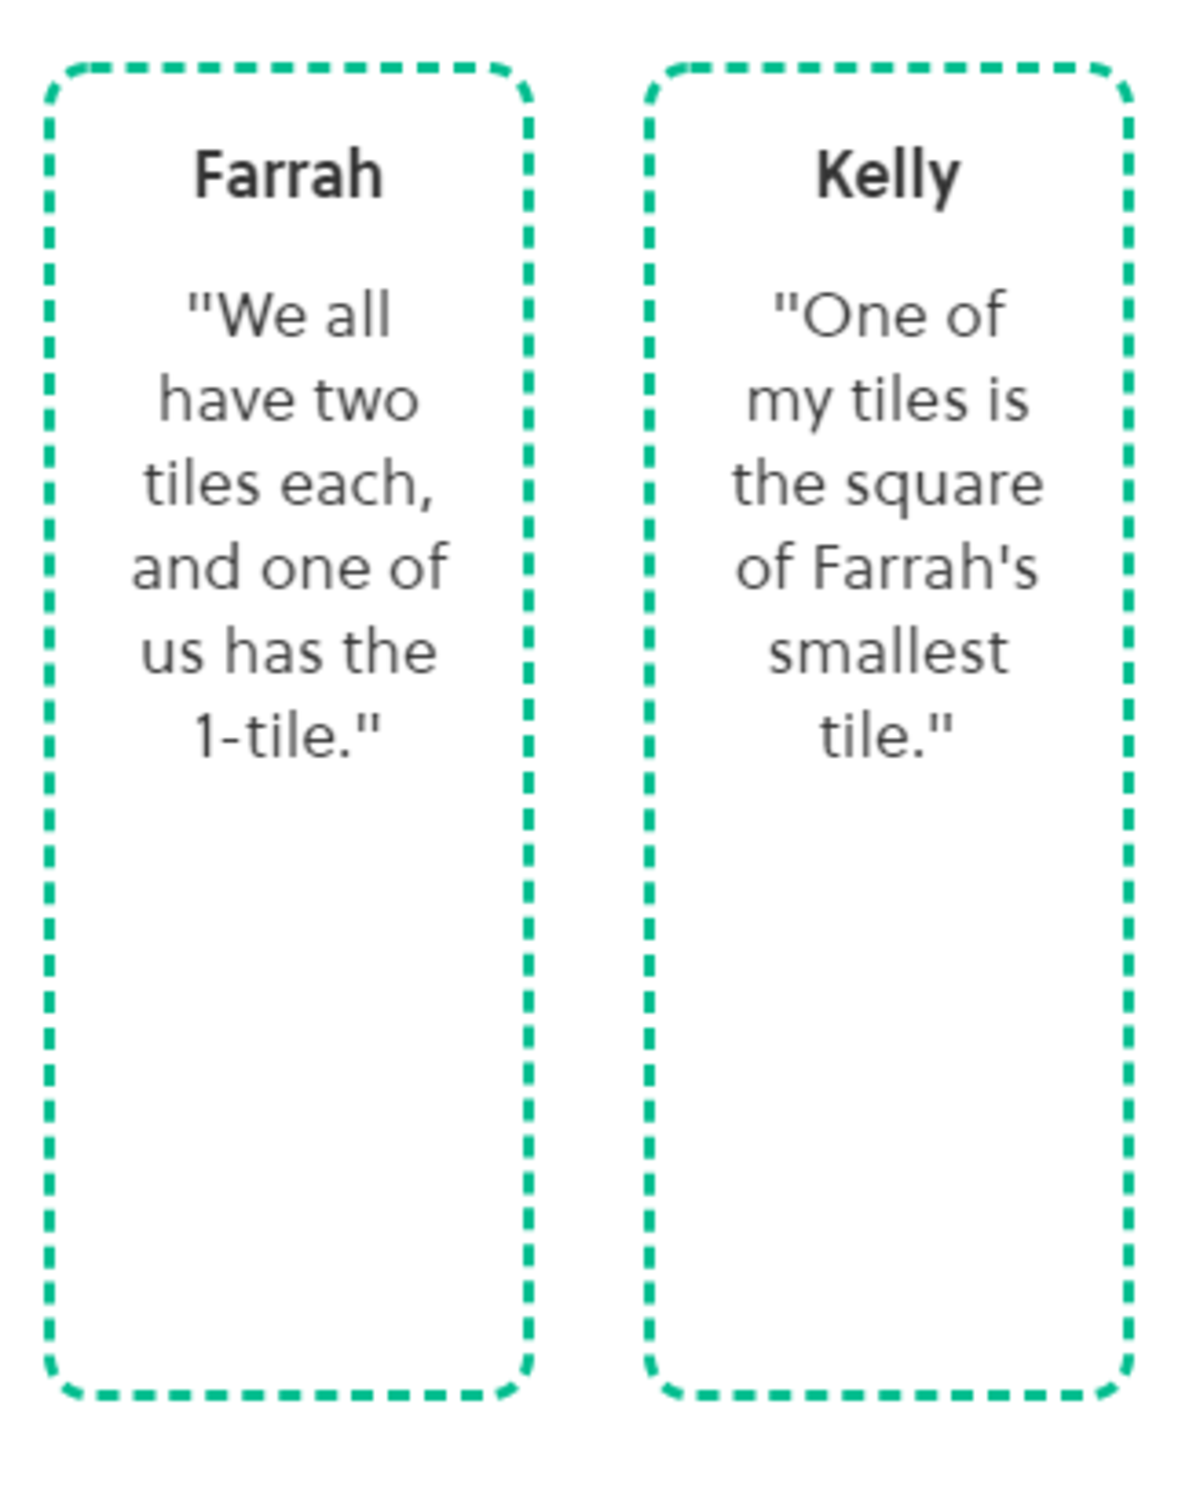 Farrah
"We all
have two
tiles each,
and one of
us has the
1-tile."
Kelly
"One of
my tiles is
the square
of Farrah's
smallest
tile."